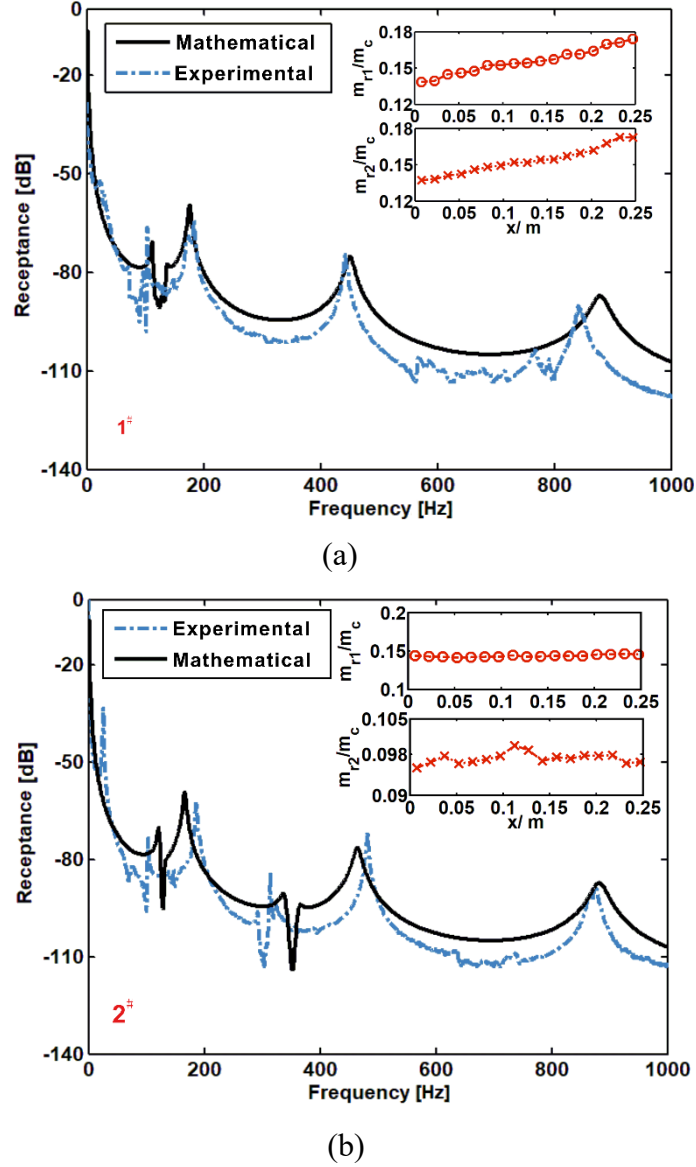 0
-20
-50
-80
-110
-140
Receptance [dB]
Mathematical
Experimental
0.18
0.15
0.12
m_r1/m_c
0 0.05 0.1 0.15 0.2 0.25
0.18
0.15
0.12
m_r2/m_c
0 0.05 0.1 0.15 0.2 0.25
x/ m
1#
0 200 400 600 800 1000
Frequency [Hz]
(a)
0
-20
-50
-80
-110
-140
Receptance [dB]
Experimental
Mathematical
0.2
0.15
0.1
m_r1/m_c
0 0.05 0.1 0.15 0.2 0.25
0.105
0.098
0.09
m_r2/m_c
0 0.05 0.1 0.15 0.2 0.25
x/ m
2#
0 200 400 600 800 1000
Frequency [Hz]
(b)